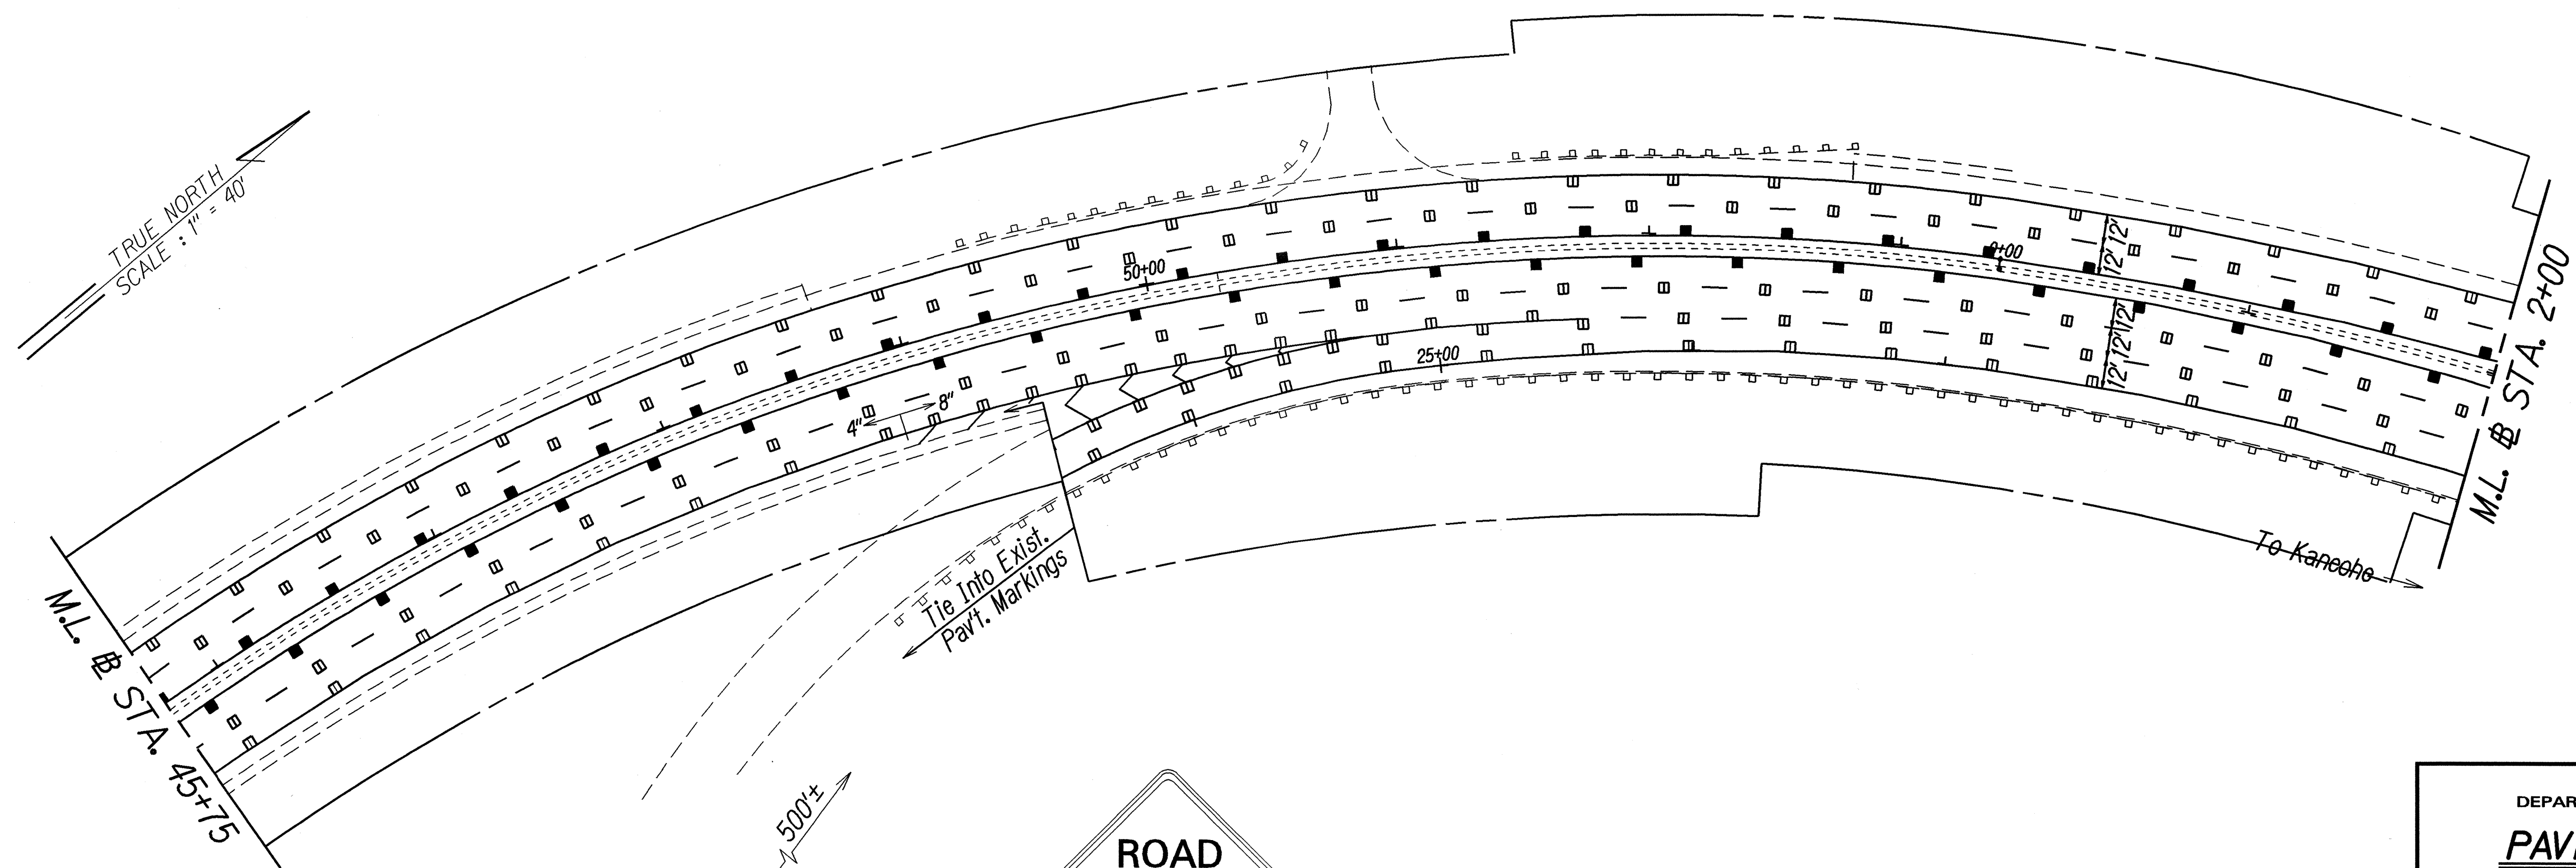 TRUE NORTH
SCALE : 1" = 40'
50+00
0+00
12' 12'
25+00
12' 12' 12'
4" 8"
M.L. ⅊ STA. 2+00
To Kaneohe
Tie Into Exist.
Pav't. Markings
M.L. ⅊ STA. 45+75
500'±
ROAD
DEPAR
PAV